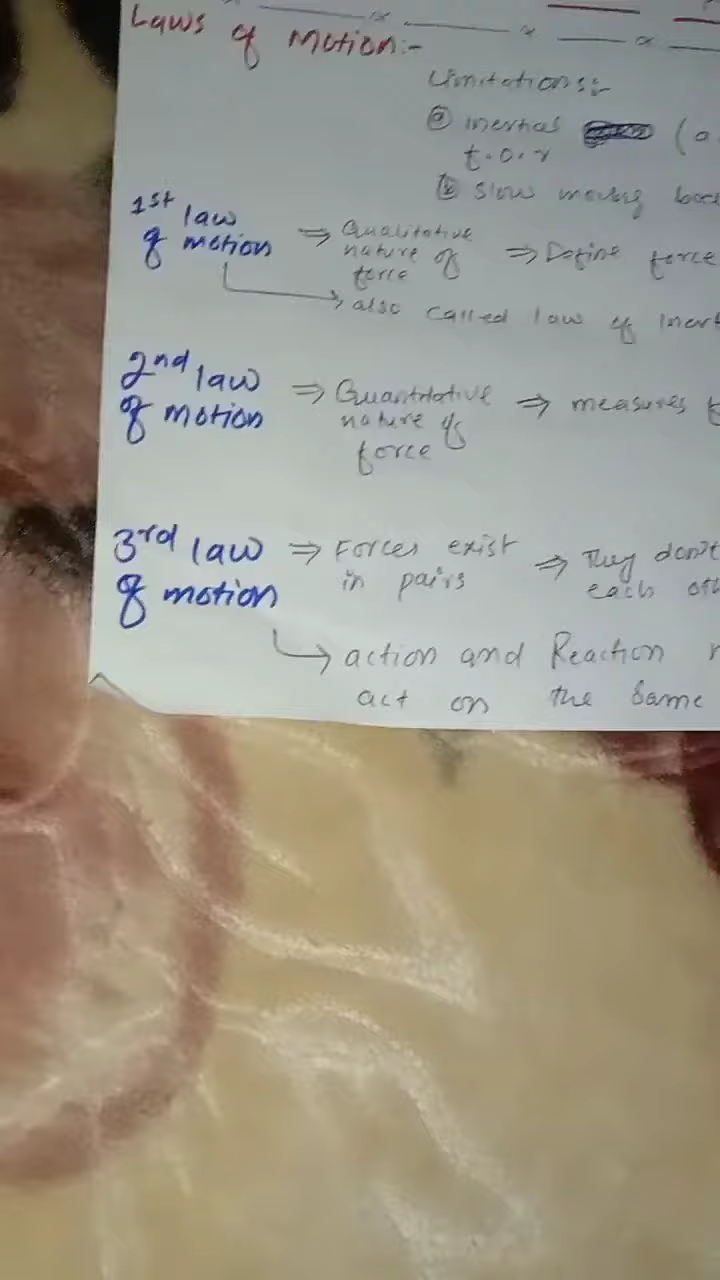 Laws of Motion:-
Limitations:-
ⓐ inertial (a
f.o.r
ⓑ slow moving
1st law
of motion
⇒ Qualitative
nature of
force
⇒ Define force
→ also called law of
2nd law
of motion
⇒ Quantitative
nature of
force
⇒ measures
3rd law
of motion
⇒ Forces exist
in pairs
⇒ They don't
each
→ action and Reaction
act on the same